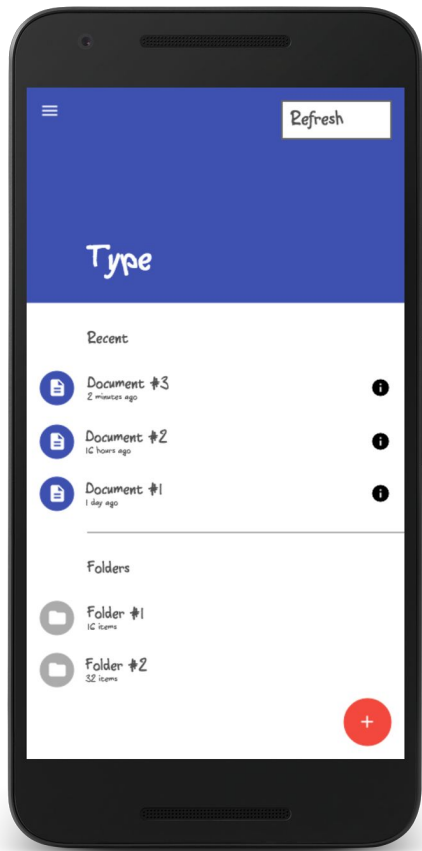 Refresh
Type
Recent
Document #3
2 minutes ago
Document #2
16 hours ago
Document #1
1 day ago
Folders
Folder #1
16 items
Folder #2
32 items